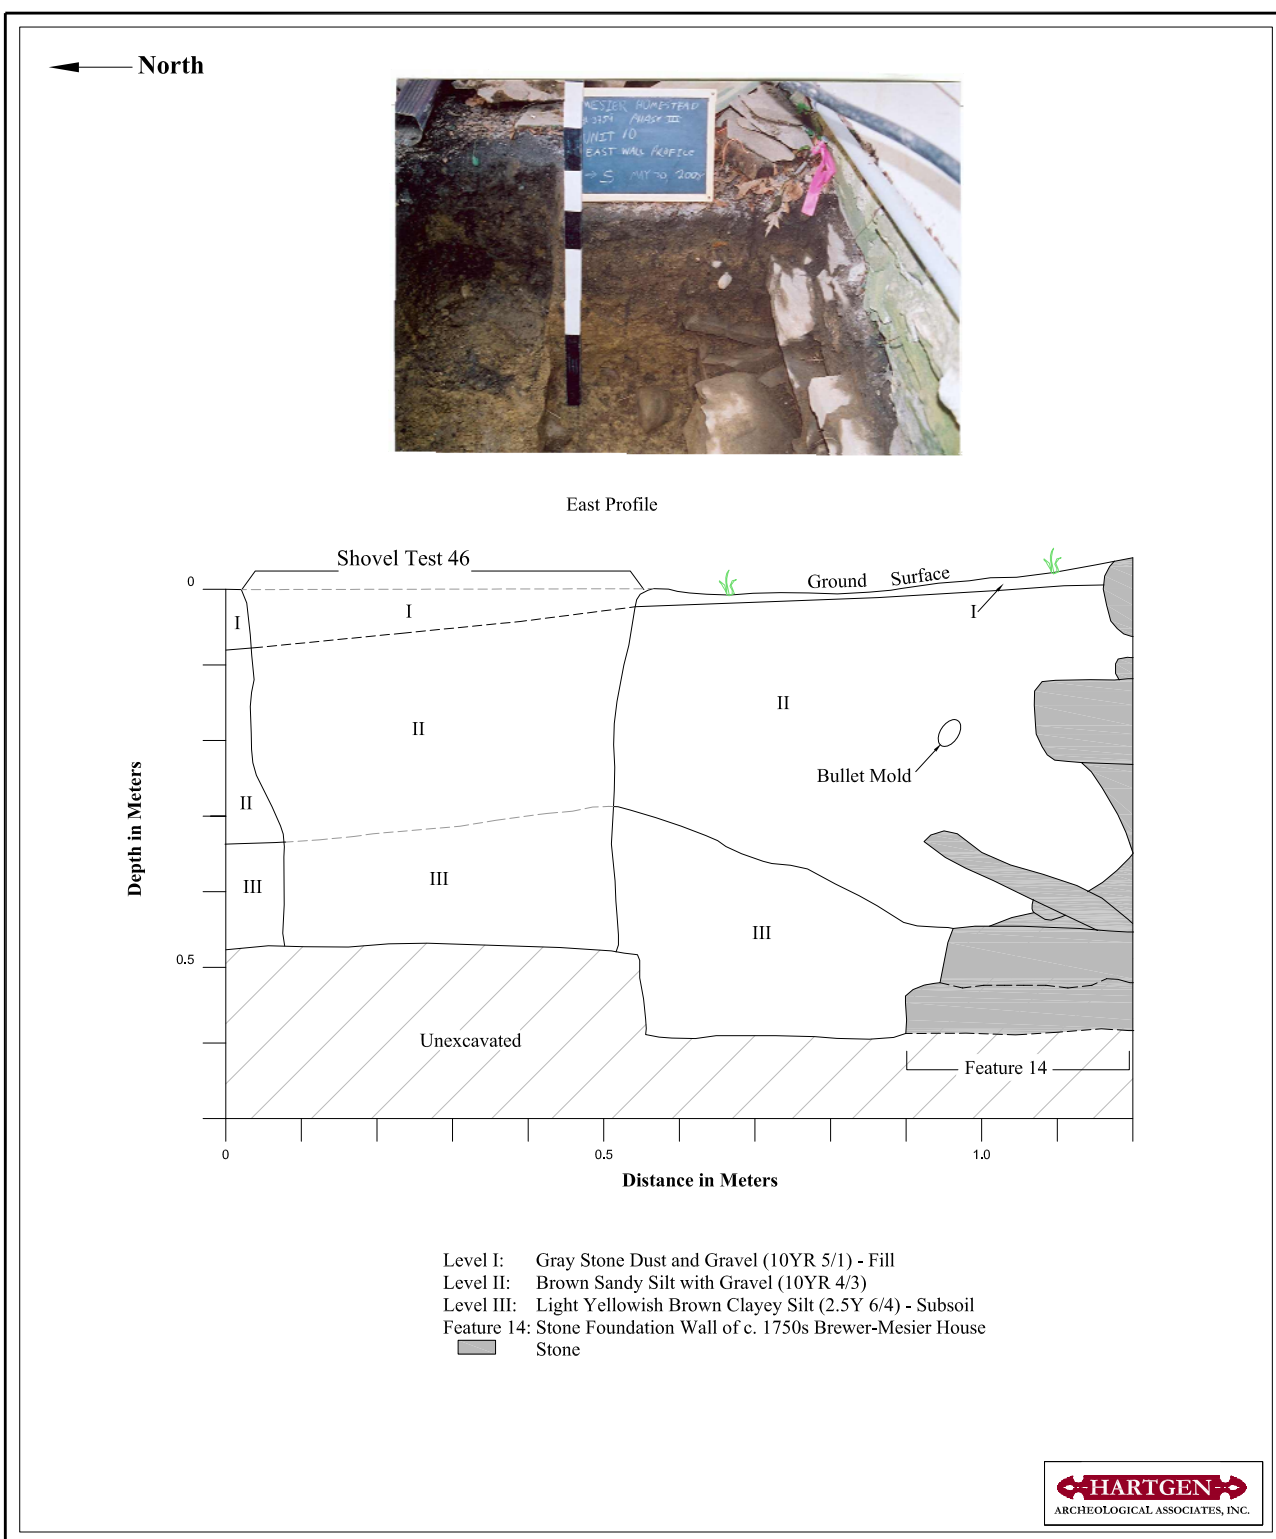 North
MESIER HOMESTEAD
PHASE III
UNIT 10
EAST WALL PROFILE
→ S MAY 30, 2002
East Profile
Shovel Test 46
0
Ground Surface
I
I
I
II
II
Bullet Mold
II
Depth in Meters
III
III
III
0.5
Unexcavated
Feature 14
0
0.5
1.0
Distance in Meters
Level I: Gray Stone Dust and Gravel (10YR 5/1) - Fill
Level II: Brown Sandy Silt with Gravel (10YR 4/3)
Level III: Light Yellowish Brown Clayey Silt (2.5Y 6/4) - Subsoil
Feature 14: Stone Foundation Wall of c. 1750s Brewer-Mesier House
Stone
HARTGEN
ARCHEOLOGICAL ASSOCIATES, INC.